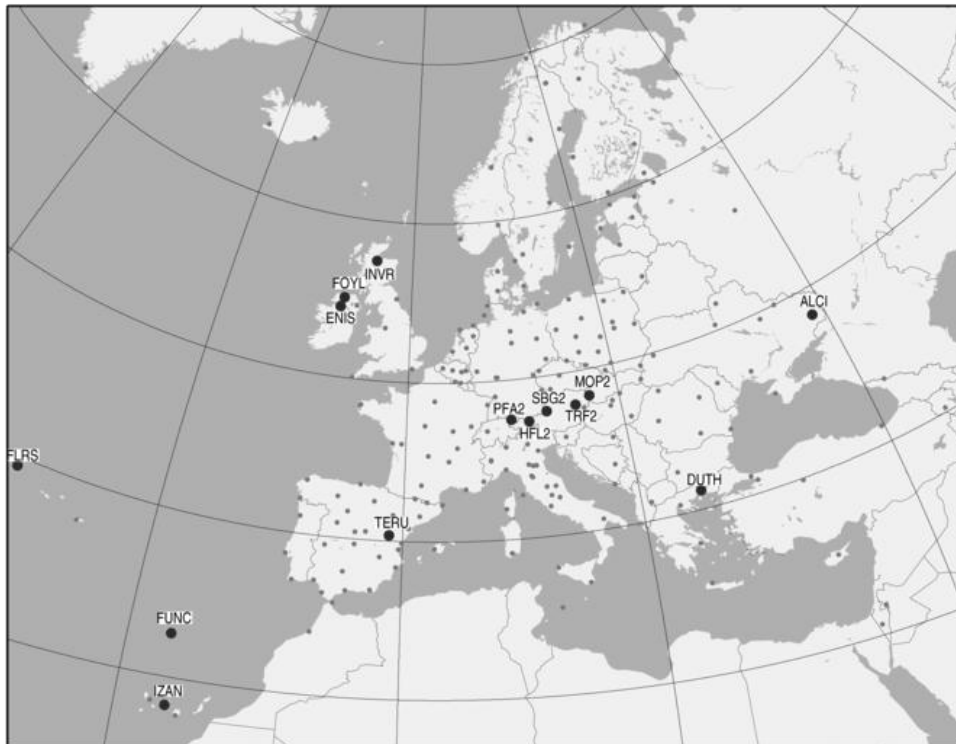 INVR
FOYL
ENIS
ALCI
MOP2
SBG2
PFA2
TRF2
HFL2
FLRS
DUTH
TERU
FUNC
IZAN